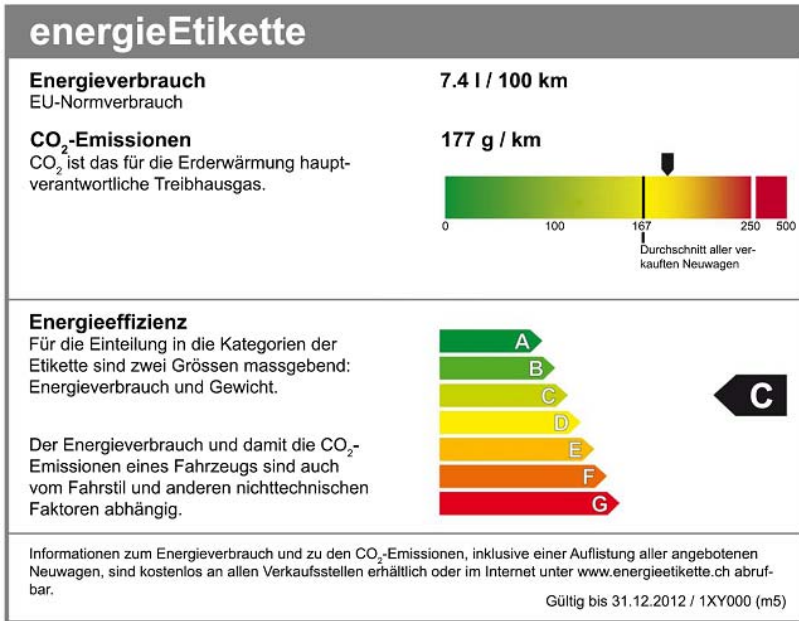 energieEtikette
Energieverbrauch
EU-Normverbrauch
7.4 l / 100 km
CO₂-Emissionen
CO₂ ist das für die Erderwärmung haupt-
verantwortliche Treibhausgas.
177 g / km
0 100 167 250 500
Durchschnitt aller ver-
kauften Neuwagen
Energieeffizienz
Für die Einteilung in die Kategorien der
Etikette sind zwei Grössen massgebend:
Energieverbrauch und Gewicht.
Der Energieverbrauch und damit die CO₂-
Emissionen eines Fahrzeugs sind auch
vom Fahrstil und anderen nichttechnischen
Faktoren abhängig.
A
B
C
D
E
F
G
C
Informationen zum Energieverbrauch und zu den CO₂-Emissionen, inklusive einer Auflistung aller angebotenen
Neuwagen, sind kostenlos an allen Verkaufsstellen erhältlich oder im Internet unter www.energieetikette.ch abruf-
bar.
Gültig bis 31.12.2012 / 1XY000 (m5)